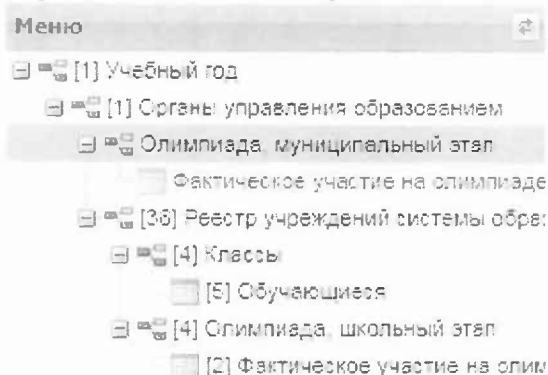 Меню
[1] Учебный год
[1] Органы управления образованием
Олимпиада, муниципальный этап
Фактическое участие на олимпиаде
[36] Реестр учреждений системы обра
[4] Классы
[5] Обучающиеся
[4] Олимпиада, школьный этап
[2] Фактическое участие на олим